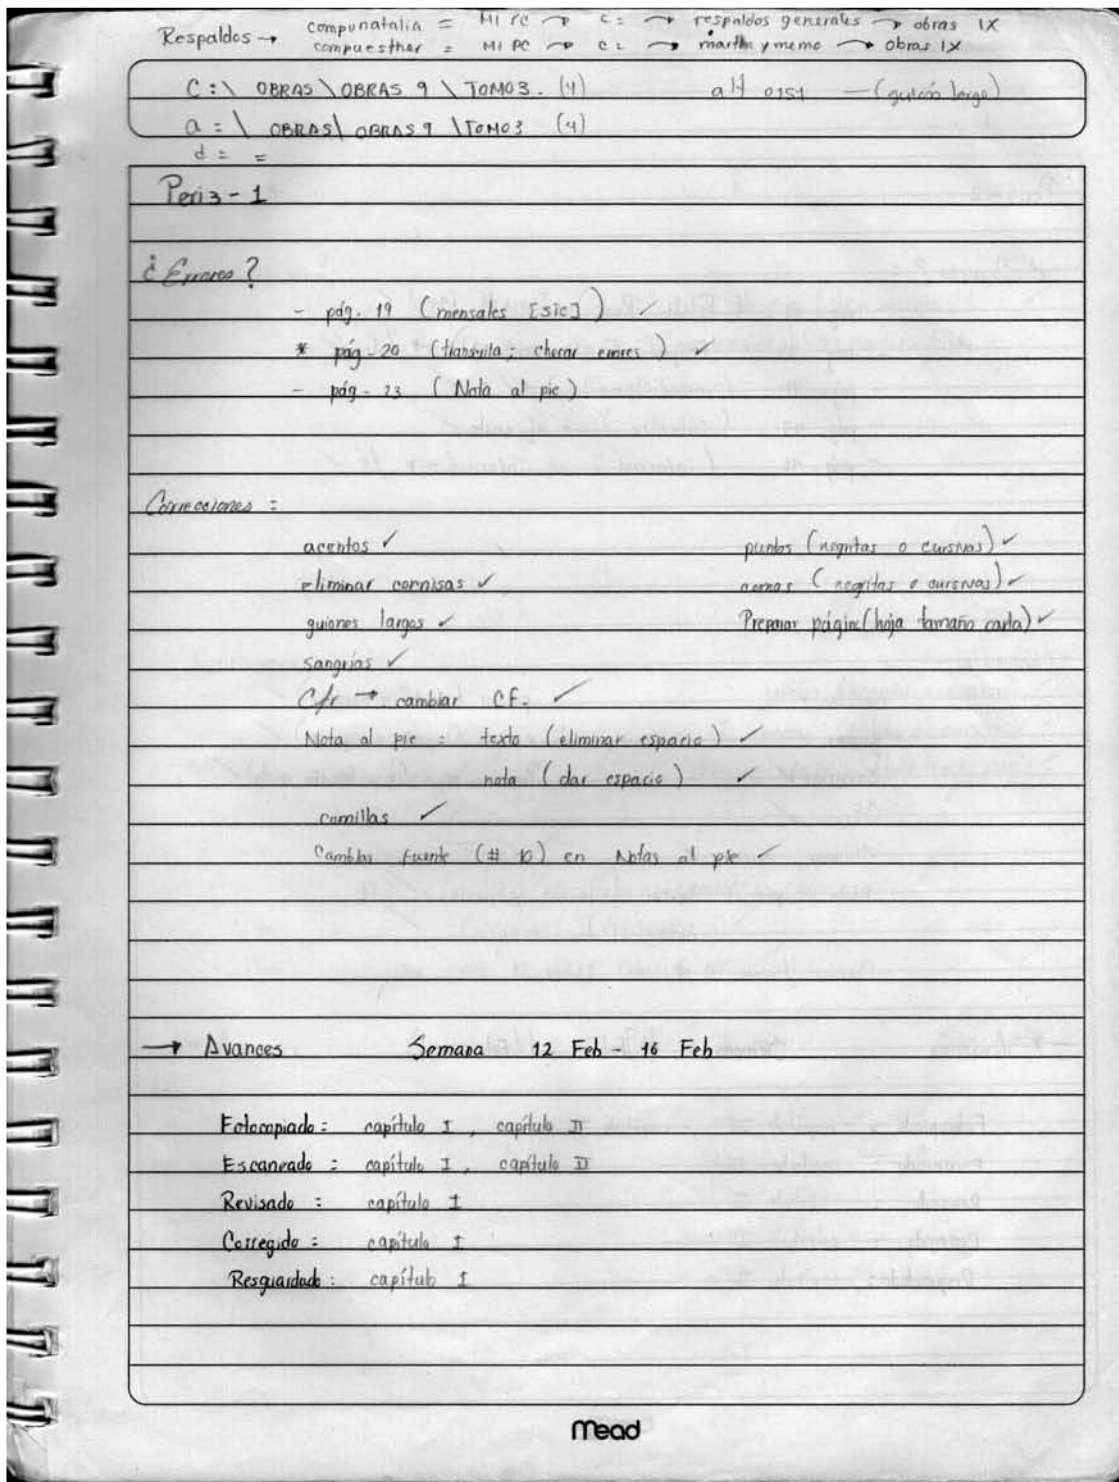 Respaldos → compunatalia = MI PC → C: → respaldos generales → obras IX
compuesther = MI PC → C: → martha y memo → obras IX
C:\ OBRAS\OBRAS 9\TOMO3. (4) alt 0151 — (guión largo)
a=\ OBRAS\OBRAS 9\TOMO3 (4)
d= =
Peri3-1
¿Errores?
- pág. 19 (mensales [sic]) ✓
* pág. 20 (; checar ) ✓
- pág. 23 (Nota al pie)
Correcciones =
acentos ✓ puntos (negritas o cursivas) ✓
eliminar cornisas ✓ comas (negritas o cursivas) ✓
guiones largos ✓ Preparar página (hoja tamaño carta) ✓
sangrías ✓
Cfr → cambiar CF. ✓
Nota al pie = texto (eliminar espacio) ✓
nota (dar espacio) ✓
comillas ✓
Cambiar fuente (# 10) en Notas al pie ✓
→ Avances Semana 12 Feb - 16 Feb
Fotocopiado: capítulo I, capítulo II
Escaneado: capítulo I, capítulo II
Revisado: capítulo I
Corregido: capítulo I
Resguardado: capítulo I
Mead